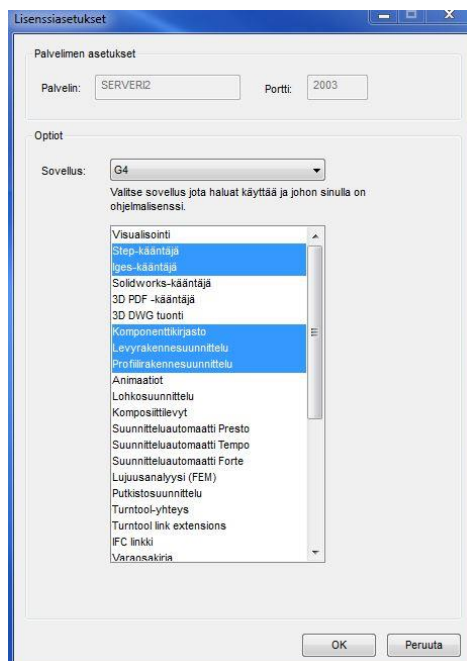 Lisenssiasetukset
Palvelimen asetukset
Palvelin: SERVERI2 Portti: 2003
Optiot
Sovellus: G4
Valitse sovellus jota haluat käyttää ja johon sinulla on
ohjelmalisenssi.
Visualisointi
Step-kääntäjä
Iges-kääntäjä
Solidworks-kääntäjä
3D PDF -kääntäjä
3D DWG tuonti
Komponenttikirjasto
Levyrakennesuunnittelu
Profiilirakennesuunnittelu
Animaatiot
Lohkosuunnittelu
Komposiittilevyt
Suunnitteluautomaatti Presto
Suunnitteluautomaatti Tempo
Suunnitteluautomaatti Forte
Lujuusanalyysi (FEM)
Putkistosuunnittelu
Turntool-yhteys
Turntool link extensions
IFC linkki
Varaosakirja
OK Peruuta